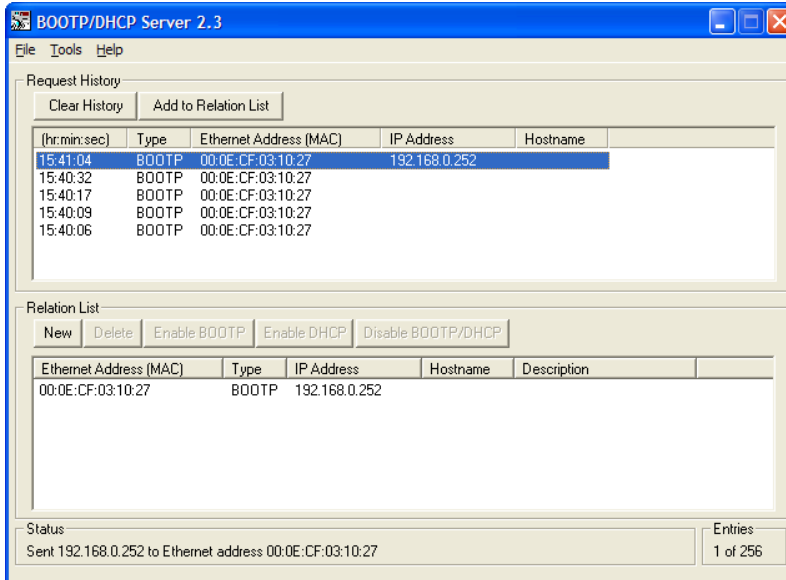 BOOTP/DHCP Server 2.3
File Tools Help
Request History
Clear History Add to Relation List
(hr:min:sec) Type Ethernet Address (MAC) IP Address Hostname
15:41:04 BOOTP 00:0E:CF:03:10:27 192.168.0.252
15:40:32 BOOTP 00:0E:CF:03:10:27
15:40:17 BOOTP 00:0E:CF:03:10:27
15:40:09 BOOTP 00:0E:CF:03:10:27
15:40:06 BOOTP 00:0E:CF:03:10:27
Relation List
New Delete Enable BOOTP Enable DHCP Disable BOOTP/DHCP
Ethernet Address (MAC) Type IP Address Hostname Description
00:0E:CF:03:10:27 BOOTP 192.168.0.252
Status Entries
Sent 192.168.0.252 to Ethernet address 00:0E:CF:03:10:27 1 of 256